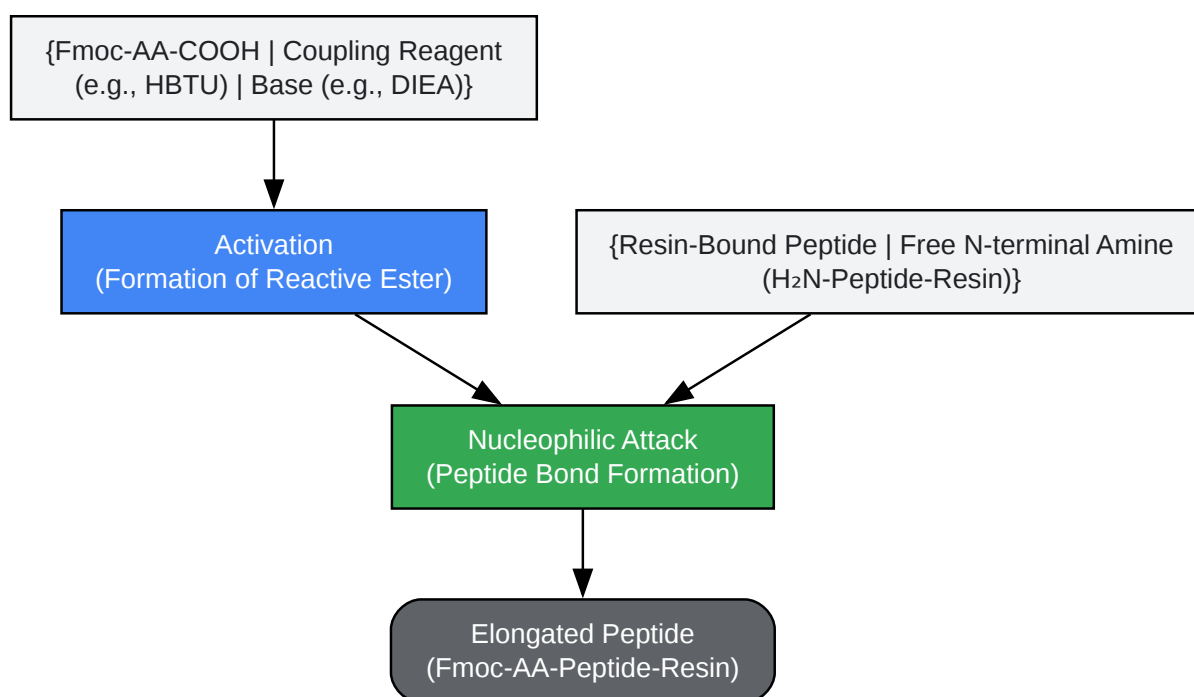 {Fmoc-AA-COOH | Coupling Reagent
(e.g., HBTU) | Base (e.g., DIEA)}
Activation
(Formation of Reactive Ester)
{Resin-Bound Peptide | Free N-terminal Amine
(H₂N-Peptide-Resin)}
Nucleophilic Attack
(Peptide Bond Formation)
Elongated Peptide
(Fmoc-AA-Peptide-Resin)